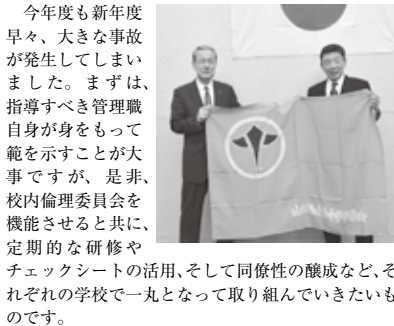 今年度も新年度
早々、大きな事故
が発生してしまい
ました。まずは、
指導すべき管理職
自身が身をもって
範を示すことが大
事ですが、是非、
校内倫理委員会を
機能させると共に、
定期的な研修や
チェックシートの活用、そして同僚性の醸成など、そ
れぞれの学校で一丸となって取り組んでいきたいも
のです。